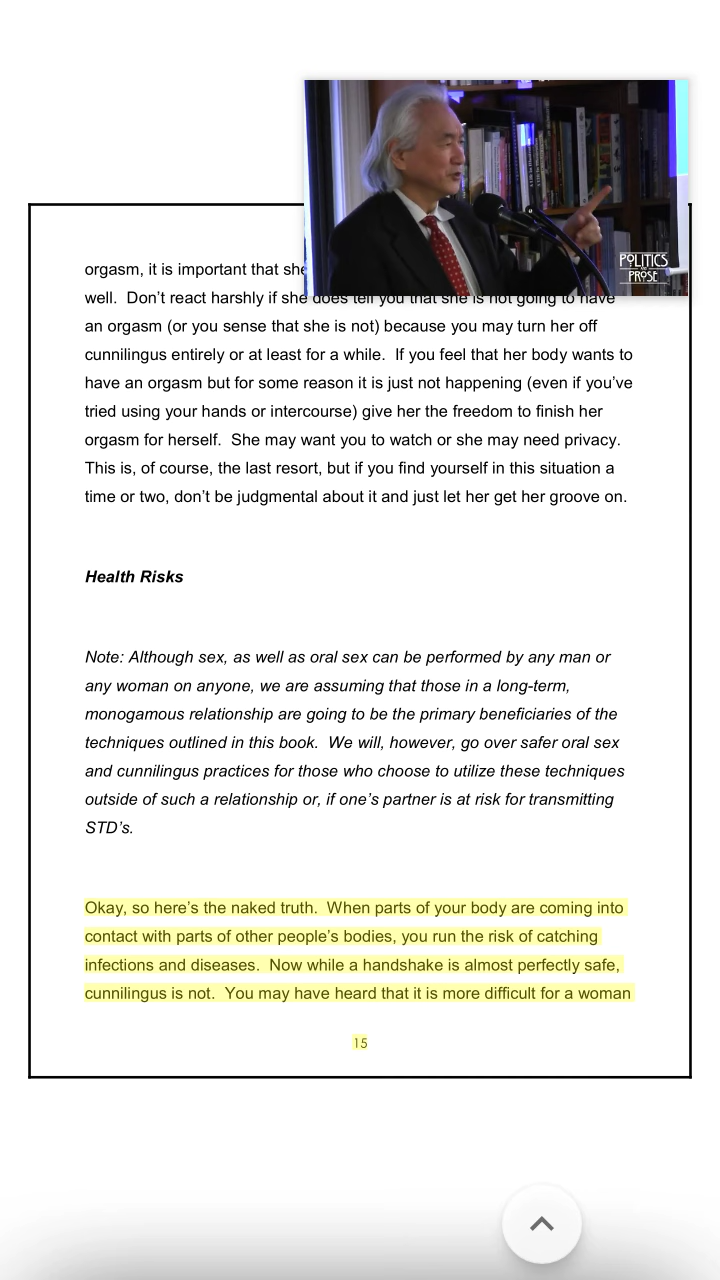 POLITICS
AND
PROSE
orgasm, it is important that she
well.  Don't react harshly if she does tell you that she is not going to have
an orgasm (or you sense that she is not) because you may turn her off
cunnilingus entirely or at least for a while.  If you feel that her body wants to
have an orgasm but for some reason it is just not happening (even if you've
tried using your hands or intercourse) give her the freedom to finish her
orgasm for herself.  She may want you to watch or she may need privacy.
This is, of course, the last resort, but if you find yourself in this situation a
time or two, don't be judgmental about it and just let her get her groove on.
Health Risks
Note: Although sex, as well as oral sex can be performed by any man or
any woman on anyone, we are assuming that those in a long-term,
monogamous relationship are going to be the primary beneficiaries of the
techniques outlined in this book.  We will, however, go over safer oral sex
and cunnilingus practices for those who choose to utilize these techniques
outside of such a relationship or, if one's partner is at risk for transmitting
STD's.
Okay, so here's the naked truth.  When parts of your body are coming into
contact with parts of other people's bodies, you run the risk of catching
infections and diseases.  Now while a handshake is almost perfectly safe,
cunnilingus is not.  You may have heard that it is more difficult for a woman
15